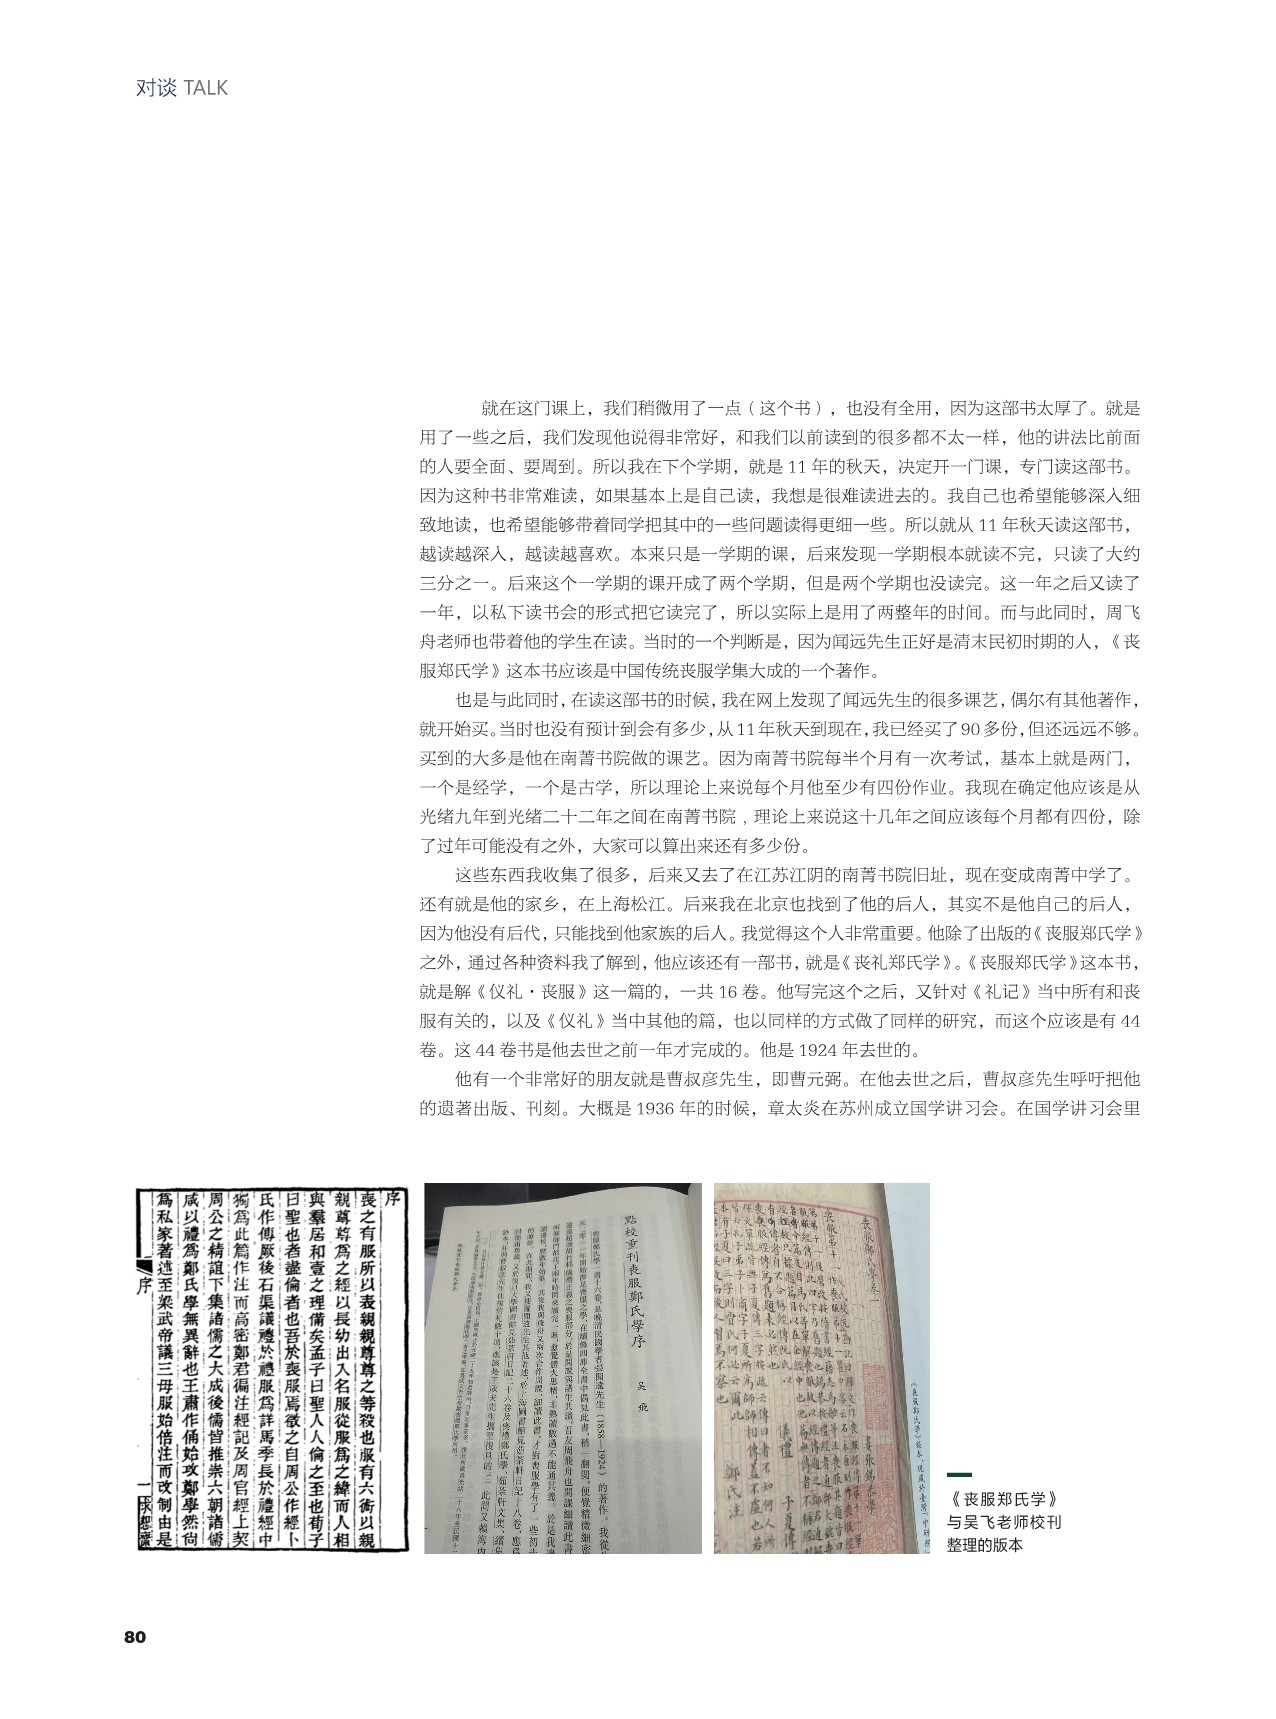 对谈 TALK
就在这门课上，我们稍微用了一点（这个书），也没有全用，因为这部书太厚了。就是
用了一些之后，我们发现他说得非常好，和我们以前读到的很多都不太一样，他的讲法比前面
的人要全面、要周到。所以我在下个学期，就是 11 年的秋天，决定开一门课，专门读这部书。
因为这种书非常难读，如果基本上是自己读，我想是很难读进去的。我自己也希望能够深入细
致地读，也希望能够带着同学把其中的一些问题读得更细一些。所以就从 11 年秋天读这部书，
越读越深入，越读越喜欢。本来只是一学期的课，后来发现一学期根本就读不完，只读了大约
三分之一。后来这个一学期的课开成了两个学期，但是两个学期也没读完。这一年之后又读了
一年，以私下读书会的形式把它读完了，所以实际上是用了两整年的时间。而与此同时，周飞
舟老师也带着他的学生在读。当时的一个判断是，因为闻远先生正好是清末民初时期的人，《丧
服郑氏学》这本书应该是中国传统丧服学集大成的一个著作。
也是与此同时，在读这部书的时候，我在网上发现了闻远先生的很多课艺，偶尔有其他著作，
就开始买。当时也没有预计到会有多少，从11年秋天到现在，我已经买了90多份，但还远远不够。
买到的大多是他在南菁书院做的课艺。因为南菁书院每半个月有一次考试，基本上就是两门，
一个是经学，一个是古学，所以理论上来说每个月他至少有四份作业。我现在确定他应该是从
光绪九年到光绪二十二年之间在南菁书院 , 理论上来说这十几年之间应该每个月都有四份，除
了过年可能没有之外，大家可以算出来还有多少份。
这些东西我收集了很多，后来又去了在江苏江阴的南菁书院旧址，现在变成南菁中学了。
还有就是他的家乡，在上海松江。后来我在北京也找到了他的后人，其实不是他自己的后人，
因为他没有后代，只能找到他家族的后人。我觉得这个人非常重要。他除了出版的《丧服郑氏学》
之外，通过各种资料我了解到，他应该还有一部书，就是《丧礼郑氏学》。《丧服郑氏学》这本书，
就是解《仪礼·丧服》这一篇的，一共 16 卷。他写完这个之后，又针对《礼记》当中所有和丧
服有关的，以及《仪礼》当中其他的篇，也以同样的方式做了同样的研究，而这个应该是有 44
卷。这 44 卷书是他去世之前一年才完成的。他是 1924 年去世的。
他有一个非常好的朋友就是曹叔彦先生，即曹元弼。在他去世之后，曹叔彦先生呼吁把他
的遗著出版、刊刻。大概是 1936 年的时候，章太炎在苏州成立国学讲习会。在国学讲习会里
序
喪之有服所以表親親尊尊之等殺也服有六術以親
親尊尊爲之經以長幼出入名服從服爲之緯而人相
與羣居和壹之理備矣孟子曰聖人人倫之至也荀子
曰聖也者盡倫者也吾於喪服焉徵之自周公作經卜
氏作傳厥後石渠議禮於禮服爲詳馬季長於禮經中
獨爲此篇作注而高密鄭君徧注經記及周官經上契
周公之精誼下集諸儒之大成後儒皆推崇六朝諸儒
咸以禮爲鄭氏學無異辭也王肅作俑始攻鄭學然尙
爲私家著述至梁武帝議三毋服始倍注而改制由是
序
一
點校重刊喪服鄭氏學序
吳 飛
喪服鄭氏學卷一
《丧服郑氏学》
与吴飞老师校刊
整理的版本
80